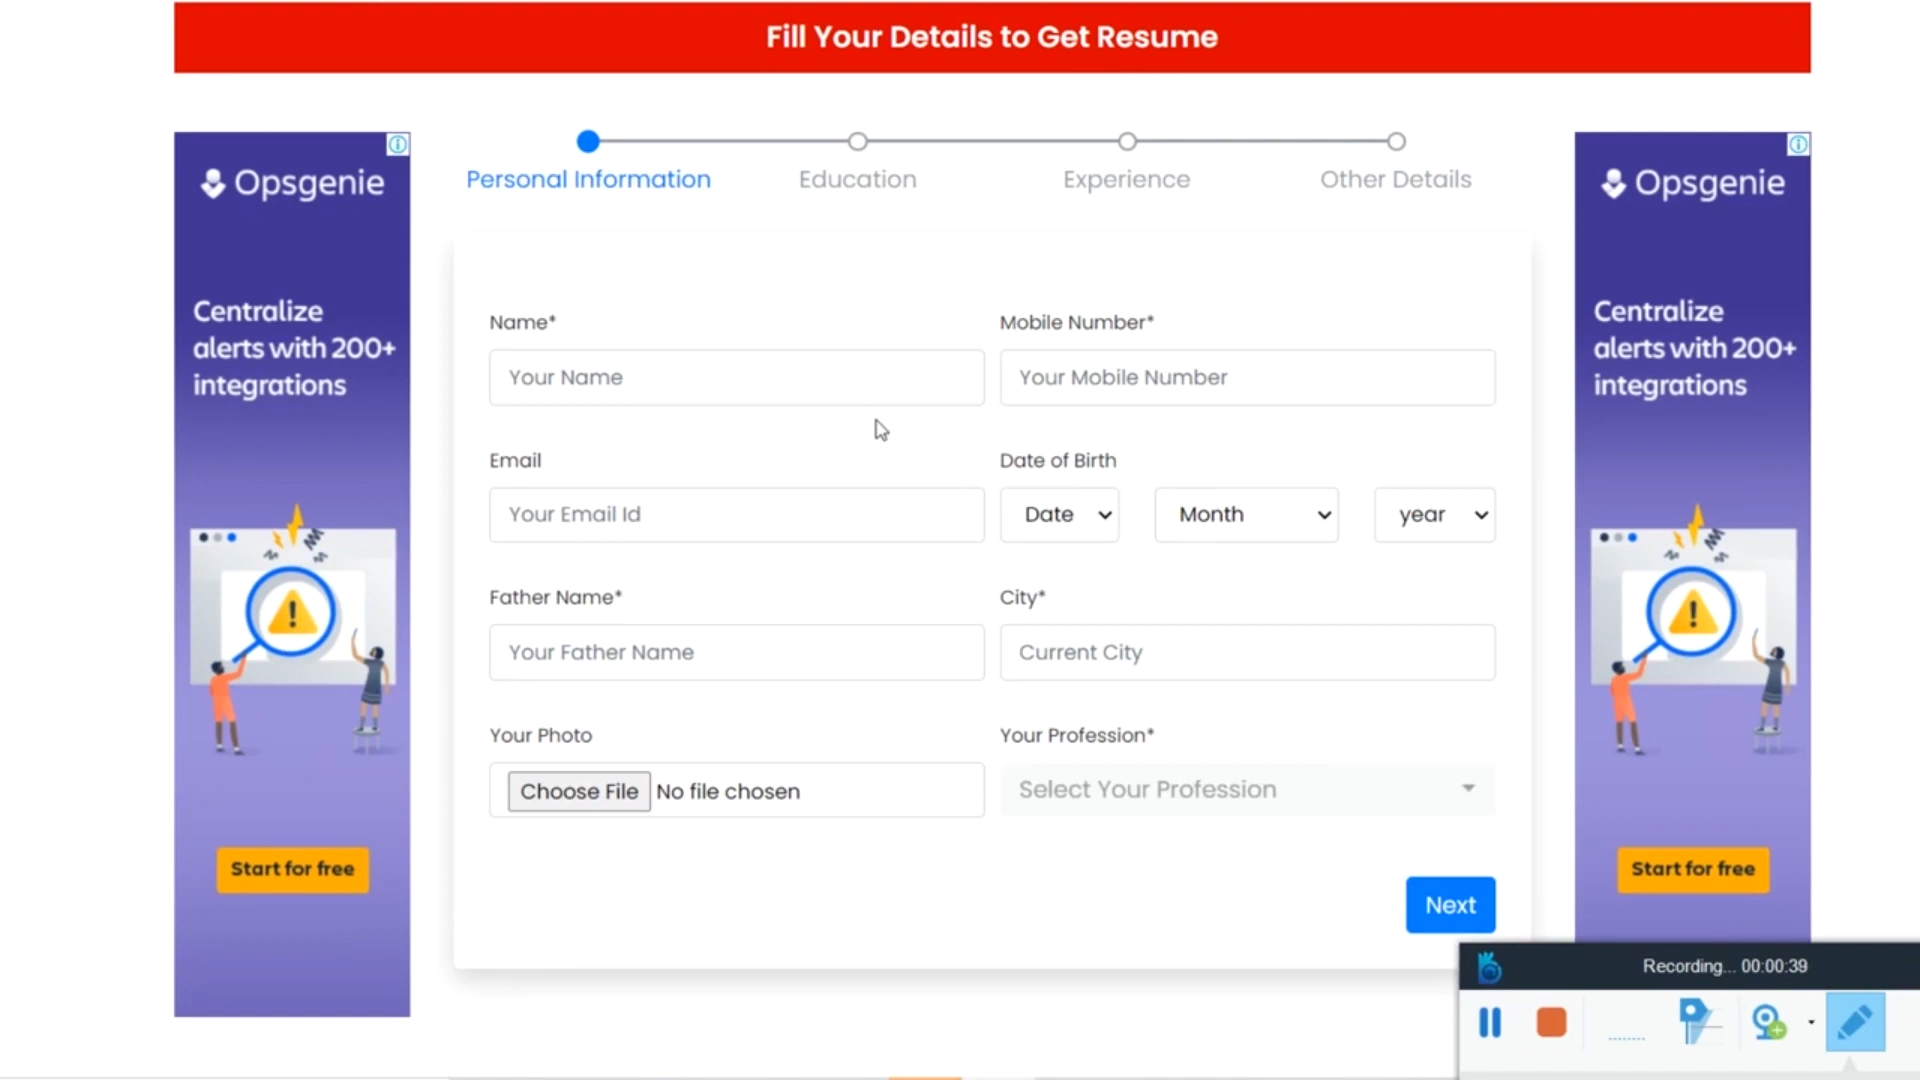 Fill Your Details to Get Resume
Opsgenie
Centralize
alerts with 200+
integrations
Start for free
Personal Information
Education
Experience
Other Details
Name*
Mobile Number*
Your Name
Your Mobile Number
Email
Date of Birth
Your Email Id
Date
Month
year
Father Name*
City*
Your Father Name
Current City
Your Photo
Your Profession*
Choose File No file chosen
Select Your Profession
Next
Opsgenie
Centralize
alerts with 200+
integrations
Start for free
Recording... 00:00:39